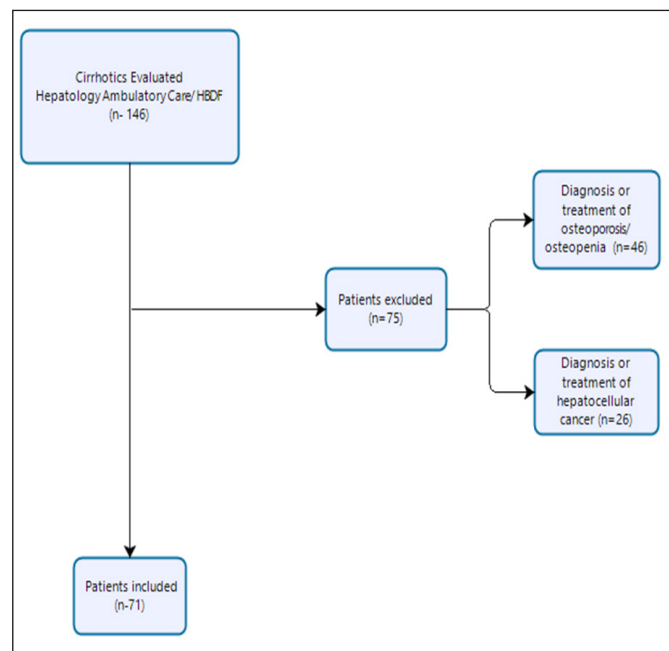 Cirrhotics Evaluated
Hepatology Ambulatory Care/ HBDF
(n- 146)
Diagnosis or
treatment of
osteoporosis/
osteopenia (n=46)
Patients excluded
(n=75)
Diagnosis or
treatment of
hepatocellular
cancer (n=26)
Patients included
(n-71)